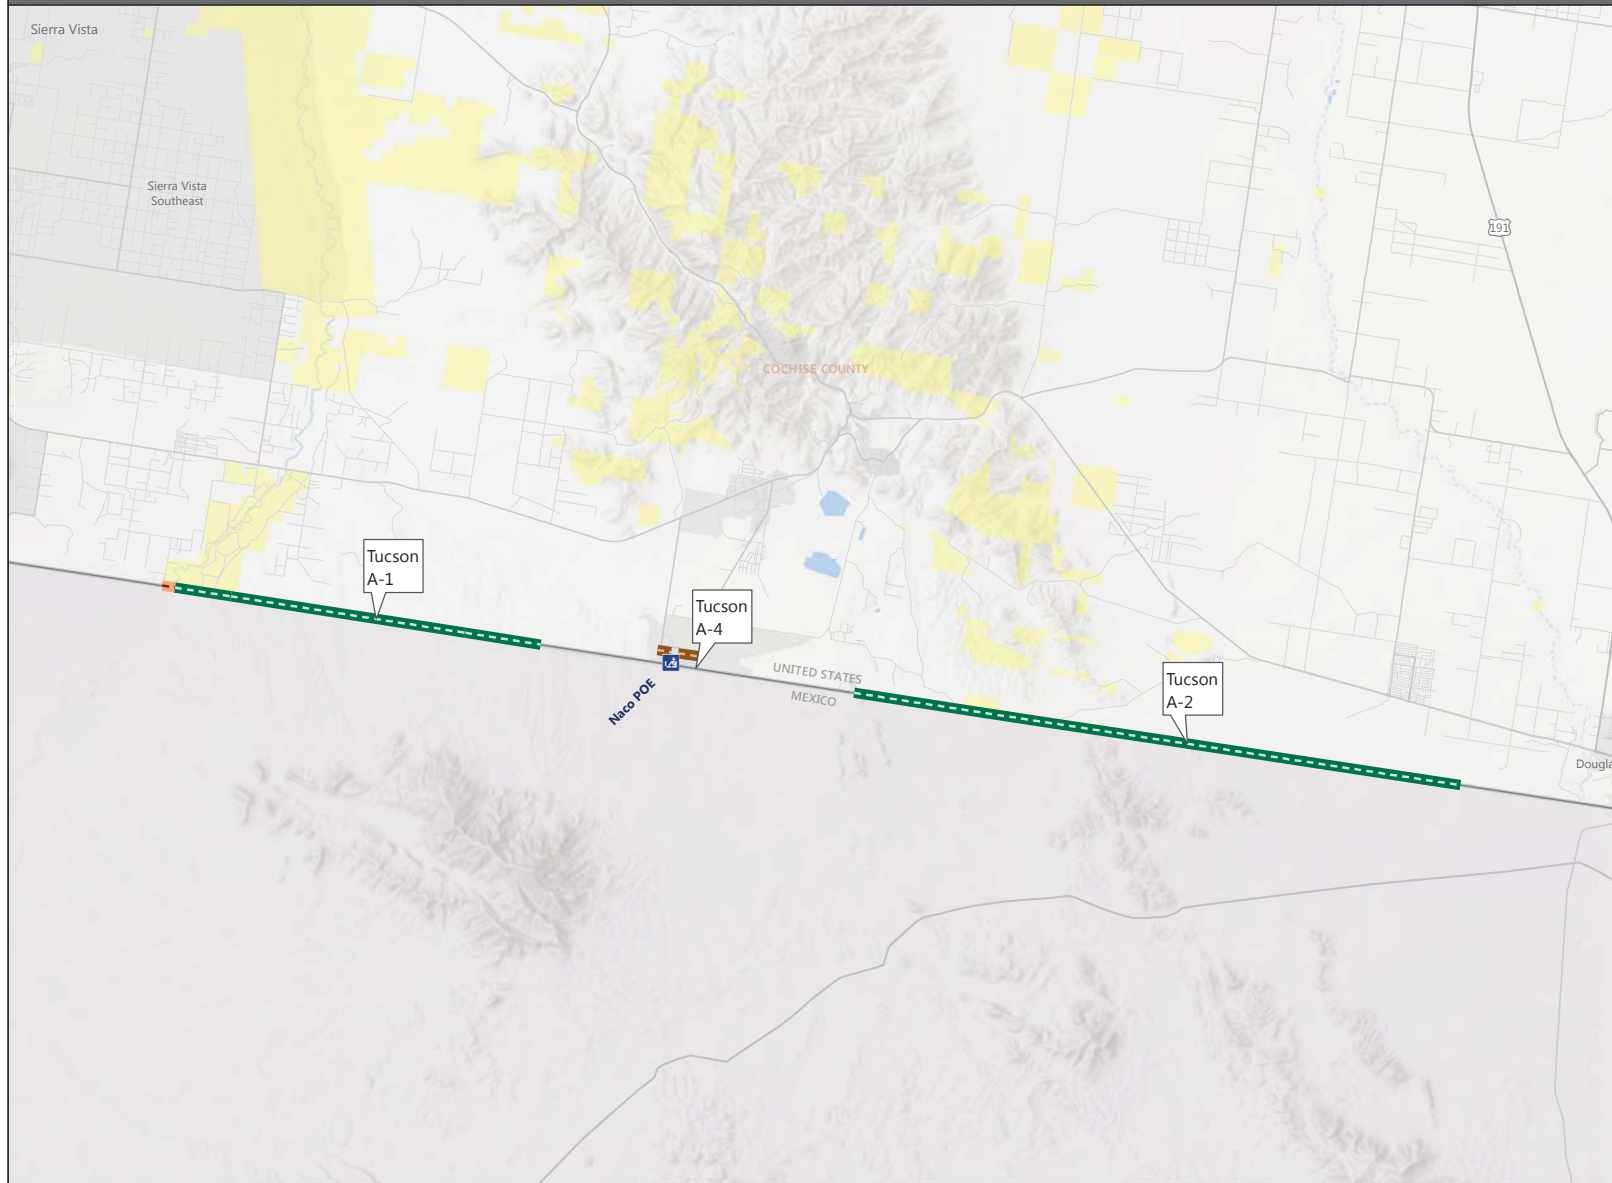 Sierra Vista
Sierra Vista
Southeast
191
COCHISE COUNTY
Tucson
A-1
Tucson
A-4
UNITED STATES
MEXICO
Naco POE
Tucson
A-2
Dougla